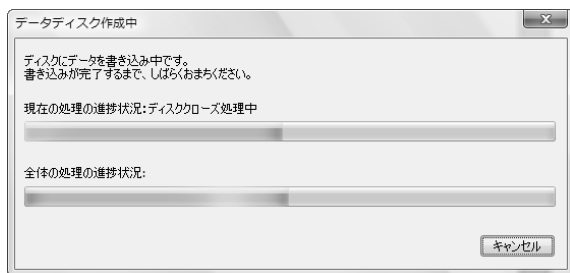 データディスク作成中
ディスクにデータを書き込み中です。
書き込みが完了するまで、しばらくおまちください。
現在の処理の進捗状況:ディスククローズ処理中
全体の処理の進捗状況:
キャンセル